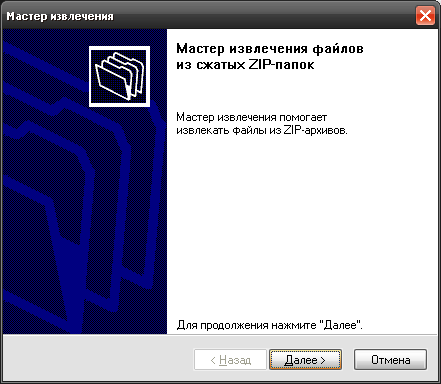 Мастер извлечения
Мастер извлечения файлов
из сжатых ZIP-папок
Мастер извлечения помогает
извлекать файлы из ZIP-архивов.
Для продолжения нажмите "Далее".
< Назад
Далее >
Отмена